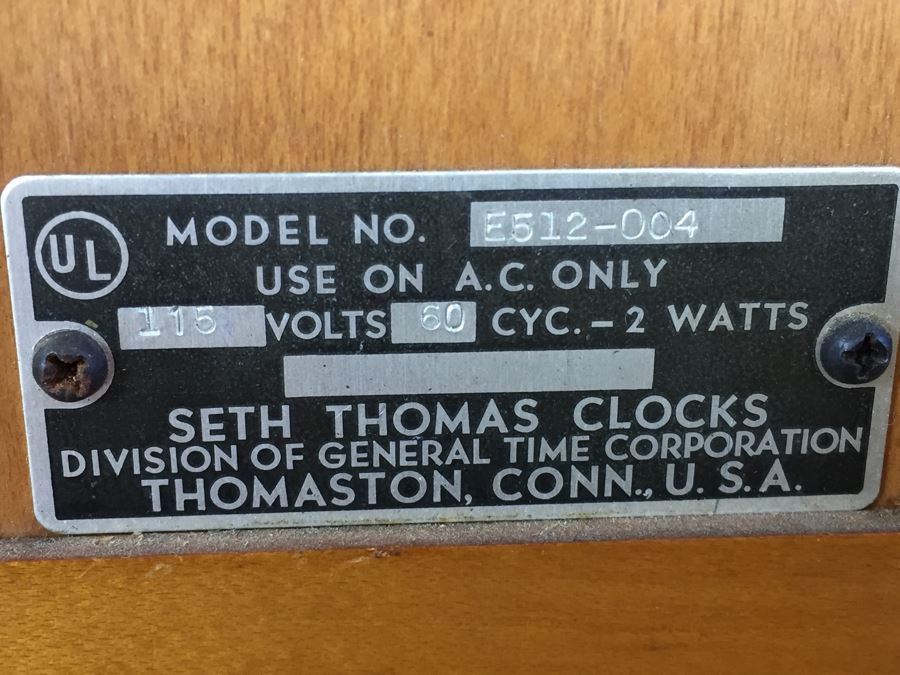 UL MODEL NO. E512-004
USE ON A.C. ONLY
115 VOLTS 60 CYC. - 2 WATTS
SETH THOMAS CLOCKS
DIVISION OF GENERAL TIME CORPORATION
THOMASTON, CONN., U.S.A.